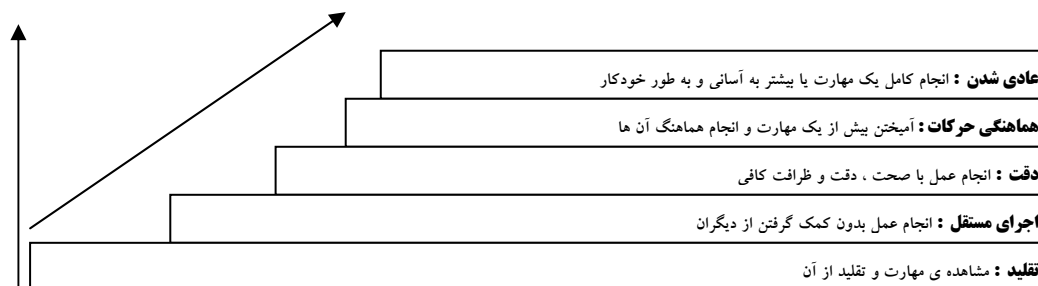 عادی شدن : انجام کامل یک مهارت یا بیشتر به آسانی و به طور خودکار
هماهنگی حرکات : آمیختن بیش از یک مهارت و انجام هماهنگ آن ها
دقت : انجام عمل با صحت ، دقت و ظرافت کافی
اجرای مستقل : انجام عمل بدون کمک گرفتن از دیگران
تقلید : مشاهده ی مهارت و تقلید از آن